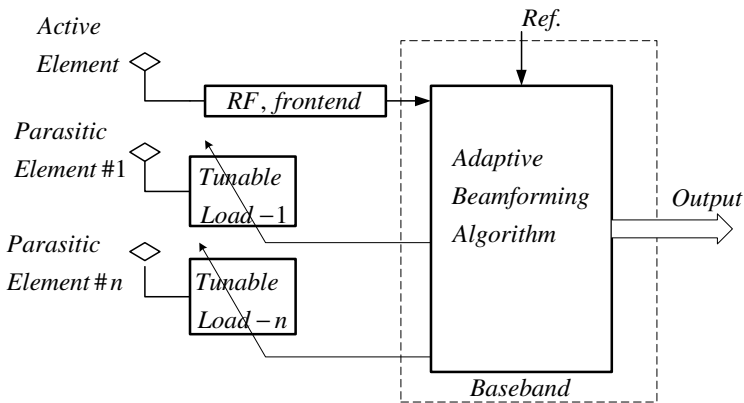 Active
Element
Ref.
RF, frontend
Parasitic
Element #1
Tunable
Load −1
Adaptive
Beamforming
Algorithm
Output
Parasitic
Element #n
Tunable
Load −n
Baseband